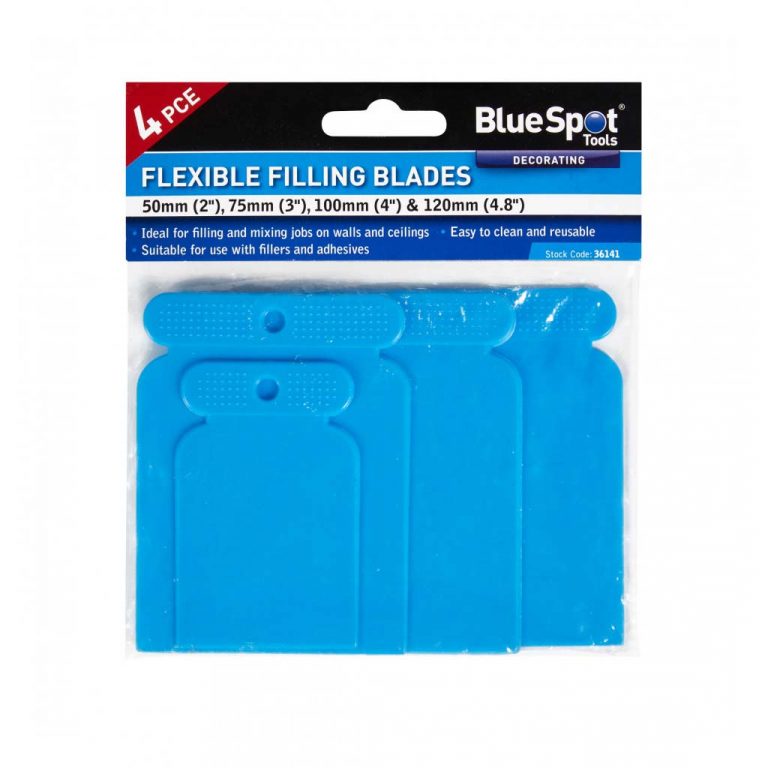 4 PCE
BlueSpot®
Tools
DECORATING
FLEXIBLE FILLING BLADES
50mm (2"), 75mm (3"), 100mm (4") & 120mm (4.8")
• Ideal for filling and mixing jobs on walls and ceilings • Easy to clean and reusable
• Suitable for use with fillers and adhesives
Stock Code: 36141